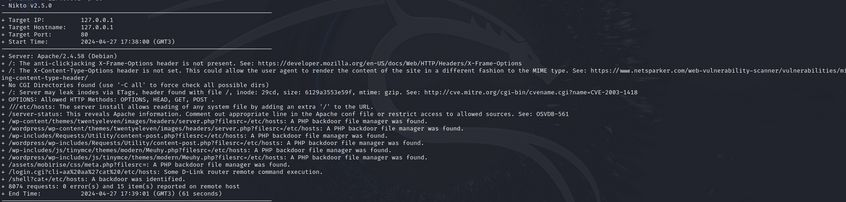 - Nikto v2.5.0
+ Target IP: 127.0.0.1
+ Target Hostname: 127.0.0.1
+ Target Port: 80
+ Start Time: 2024-04-27 17:38:00 (GMT3)
+ Server: Apache/2.4.58 (Debian)
+ /: The anti-clickjacking X-Frame-Options header is not present. See: https://developer.mozilla.org/en-US/docs/Web/HTTP/Headers/X-Frame-Options
+ /: The X-Content-Type-Options header is not set. This could allow the user agent to render the content of the site in a different fashion to the MIME type. See: https://www.netsparker.com/web-vulnerability-scanner/vulnerabilities/mi
ing-content-type-header/
+ No CGI Directories found (use '-C all' to force check all possible dirs)
+ /: Server may leak inodes via ETags, header found with file /, inode: 29cd, size: 6129a3553e59f, mtime: gzip. See: http://cve.mitre.org/cgi-bin/cvename.cgi?name=CVE-2003-1418
+ OPTIONS: Allowed HTTP Methods: OPTIONS, HEAD, GET, POST .
+ ///etc/hosts: The server install allows reading of any system file by adding an extra '/' to the URL.
+ /server-status: This reveals Apache information. Comment out appropriate line in the Apache conf file or restrict access to allowed sources. See: OSVDB-561
+ /wp-content/themes/twentyeleven/images/headers/server.php?filesrc=/etc/hosts: A PHP backdoor file manager was found.
+ /wordpress/wp-content/themes/twentyeleven/images/headers/server.php?filesrc=/etc/hosts: A PHP backdoor file manager was found.
+ /wp-includes/Requests/Utility/content-post.php?filesrc=/etc/hosts: A PHP backdoor file manager was found.
+ /wordpress/wp-includes/Requests/Utility/content-post.php?filesrc=/etc/hosts: A PHP backdoor file manager was found.
+ /wp-includes/js/tinymce/themes/modern/Meuhy.php?filesrc=/etc/hosts: A PHP backdoor file manager was found.
+ /wordpress/wp-includes/js/tinymce/themes/modern/Meuhy.php?filesrc=/etc/hosts: A PHP backdoor file manager was found.
+ /assets/mobirise/css/meta.php?filesrc=: A PHP backdoor file manager was found.
+ /login.cgi?cli=aa%20aa%27cat%20/etc/hosts: Some D-Link router remote command execution.
+ /shell?cat+/etc/hosts: A backdoor was identified.
+ 8074 requests: 0 error(s) and 15 item(s) reported on remote host
+ End Time: 2024-04-27 17:39:01 (GMT3) (61 seconds)